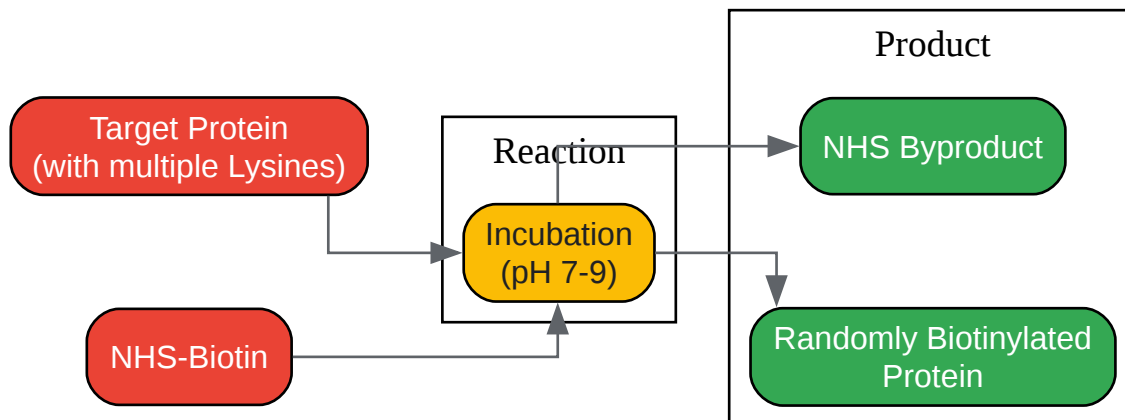 Target Protein
(with multiple Lysines)
NHS-Biotin
Reaction
Incubation
(pH 7-9)
Product
NHS Byproduct
Randomly Biotinylated
Protein